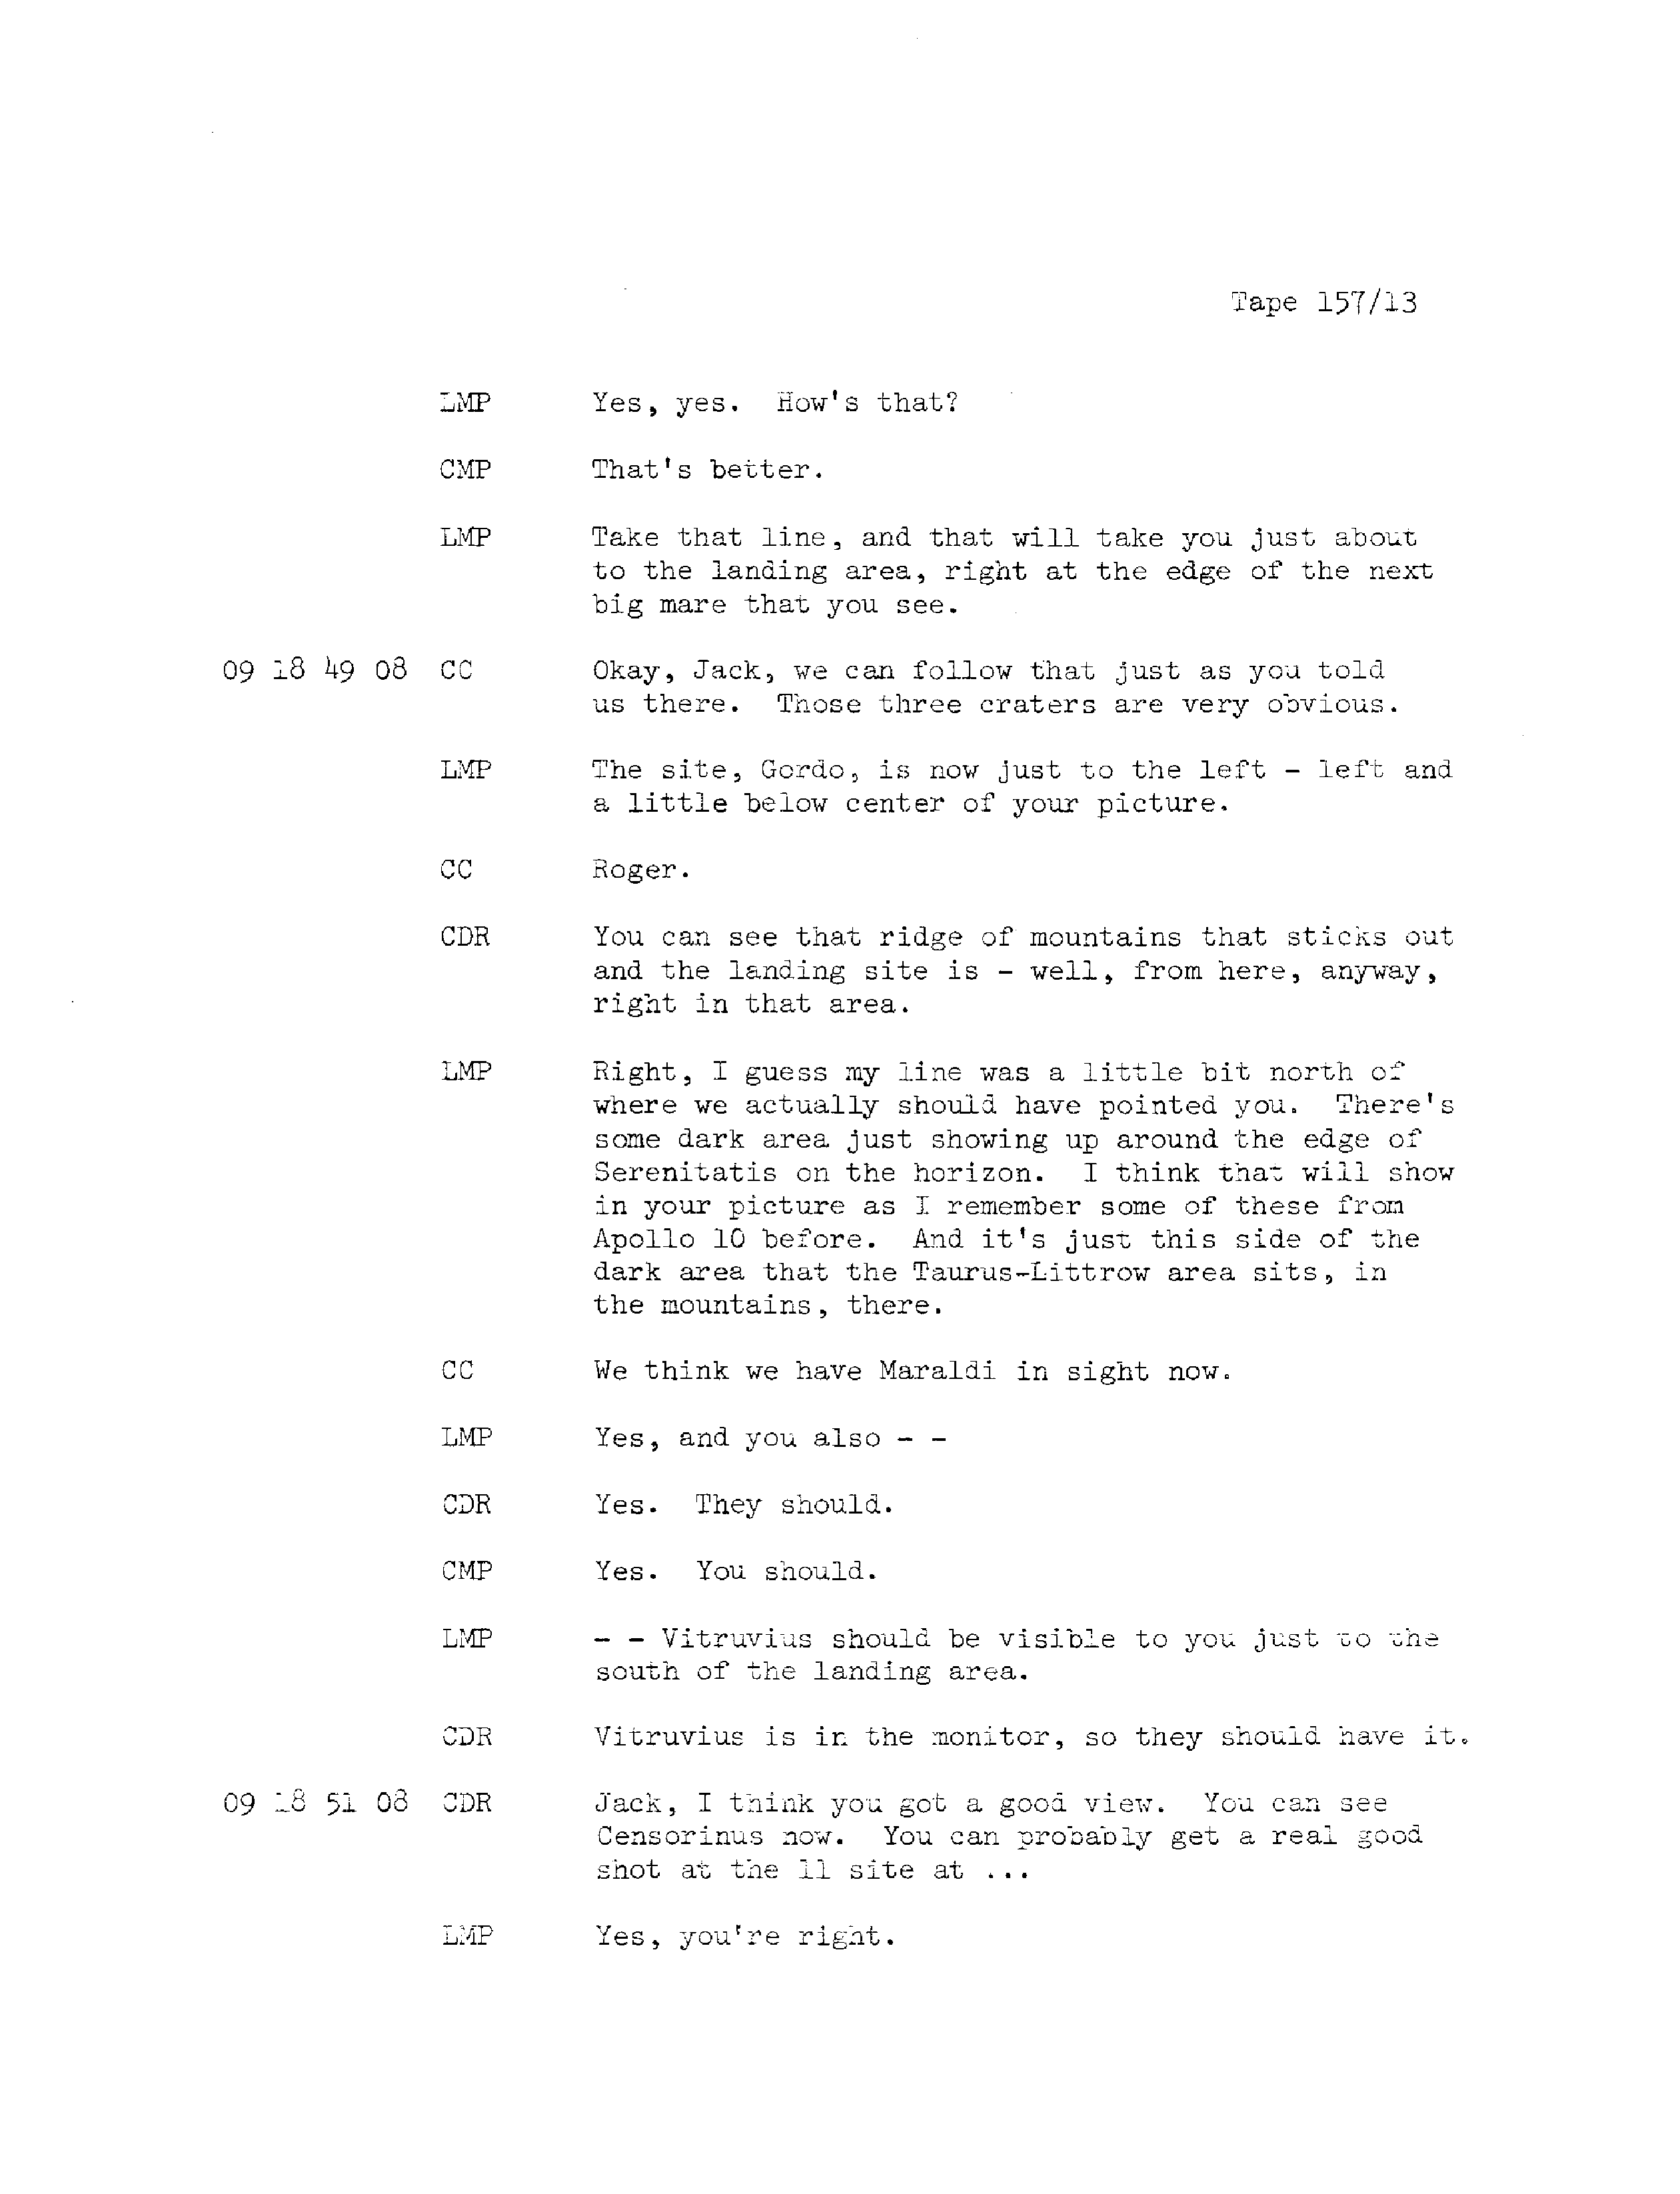 Tape 157/13
LMP Yes, yes. How's that?
CMP That's better.
LMP Take that line, and that will take you just about
to the landing area, right at the edge of the next
big mare that you see.
09 18 49 08 CC Okay, Jack, we can follow that just as you told
us there. Those three craters are very obvious.
LMP The site, Gordo, is now just to the left - left and
a little below center of your picture.
CC Roger.
CDR You can see that ridge of mountains that sticks out
and the landing site is - well, from here, anyway,
right in that area.
LMP Right, I guess my line was a little bit north of
where we actually should have pointed you. There's
some dark area just showing up around the edge of
Serenitatis on the horizon. I think that will show
in your picture as I remember some of these from
Apollo 10 before. And it's just this side of the
dark area that the Taurus-Littrow area sits, in
the mountains, there.
CC We think we have Maraldi in sight now.
LMP Yes, and you also - -
CDR Yes. They should.
CMP Yes. You should.
LMP - - Vitruvius should be visible to you just to the
south of the landing area.
CDR Vitruvius is in the monitor, so they should have it.
09 18 51 08 CDR Jack, I think you got a good view. You can see
Censorinus now. You can probably get a real good
shot at the 11 site at ...
LMP Yes, you're right.